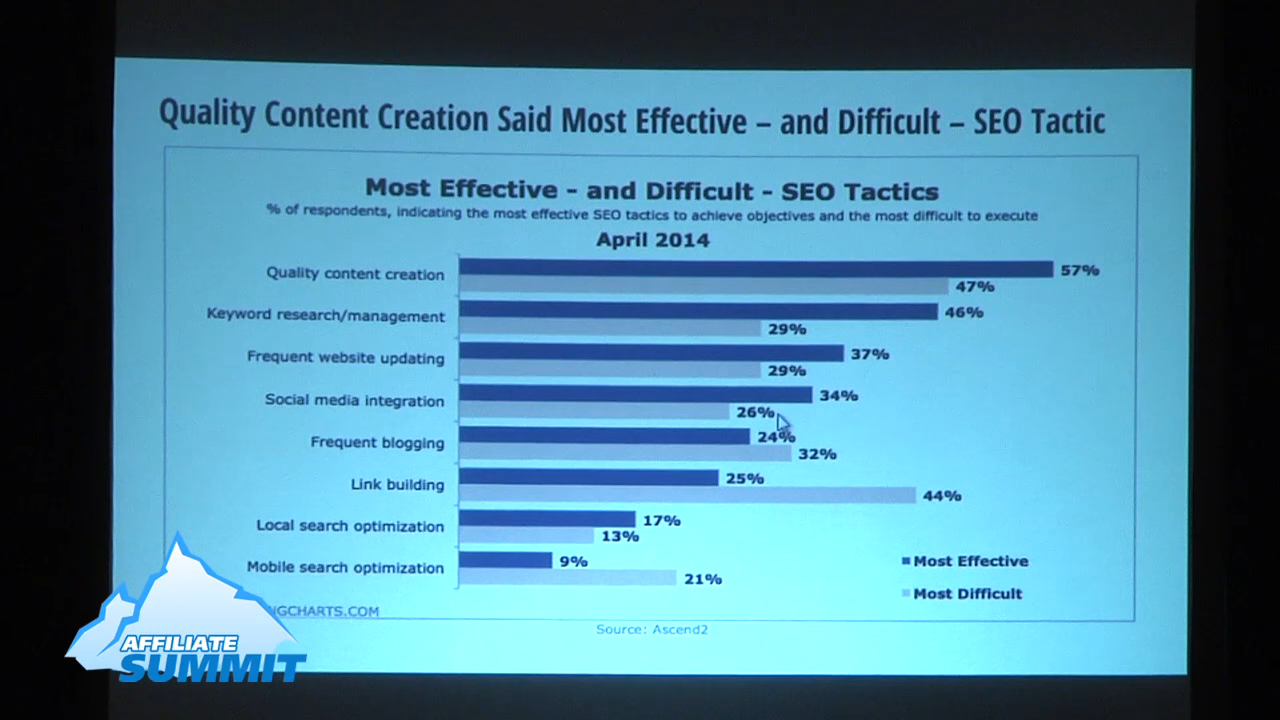 Quality Content Creation Said Most Effective – and Difficult – SEO Tactic
Most Effective - and Difficult - SEO Tactics
% of respondents, indicating the most effective SEO tactics to achieve objectives and the most difficult to execute
April 2014
Quality content creation 57%
47%
Keyword research/management 46%
29%
Frequent website updating 37%
29%
Social media integration 34%
26%
Frequent blogging 24%
32%
Link building 25%
44%
Local search optimization 17%
13%
Mobile search optimization 9%
21%
Most Effective
Most Difficult
NGCHARTS.COM
Source: Ascend2
AFFILIATE
SUMMIT